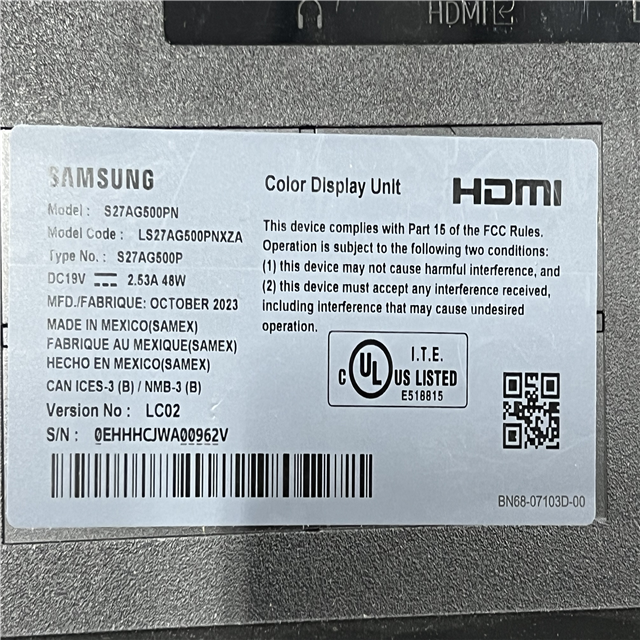 HDMI
SAMSUNG
Model : S27AG500PN
Model Code : LS27AG500PNXZA
Type No. : S27AG500P
DC19V 2.53A 48W
MFD./FABRIQUE: OCTOBER 2023
MADE IN MEXICO(SAMEX)
FABRIQUE AU MEXIQUE(SAMEX)
HECHO EN MEXICO(SAMEX)
CAN ICES-3 (B) / NMB-3 (B)
Version No : LC02
S/N : 0EHHHCJWA00962V
Color Display Unit
HDMI
This device complies with Part 15 of the FCC Rules.
Operation is subject to the following two conditions:
(1) this device may not cause harmful interference, and
(2) this device must accept any interference received,
including interference that may cause undesired
operation.
I.T.E.
C UL US LISTED
E518815
BN68-07103D-00